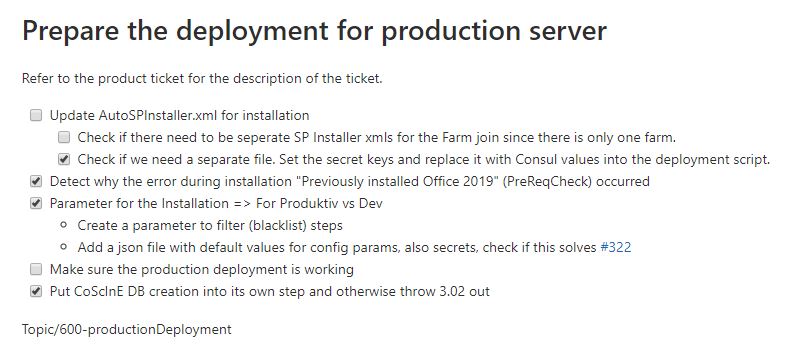 Prepare the deployment for production server
Refer to the product ticket for the description of the ticket.
Update AutoSPInstaller.xml for installation
Check if there need to be seperate SP Installer xmls for the Farm join since there is only one farm.
Check if we need a separate file. Set the secret keys and replace it with Consul values into the deployment script.
Detect why the error during installation "Previously installed Office 2019" (PreReqCheck) occurred
Parameter for the Installation => For Produktiv vs Dev
Create a parameter to filter (blacklist) steps
Add a json file with default values for config params, also secrets, check if this solves #322
Make sure the production deployment is working
Put CoScInE DB creation into its own step and otherwise throw 3.02 out
Topic/600-productionDeployment